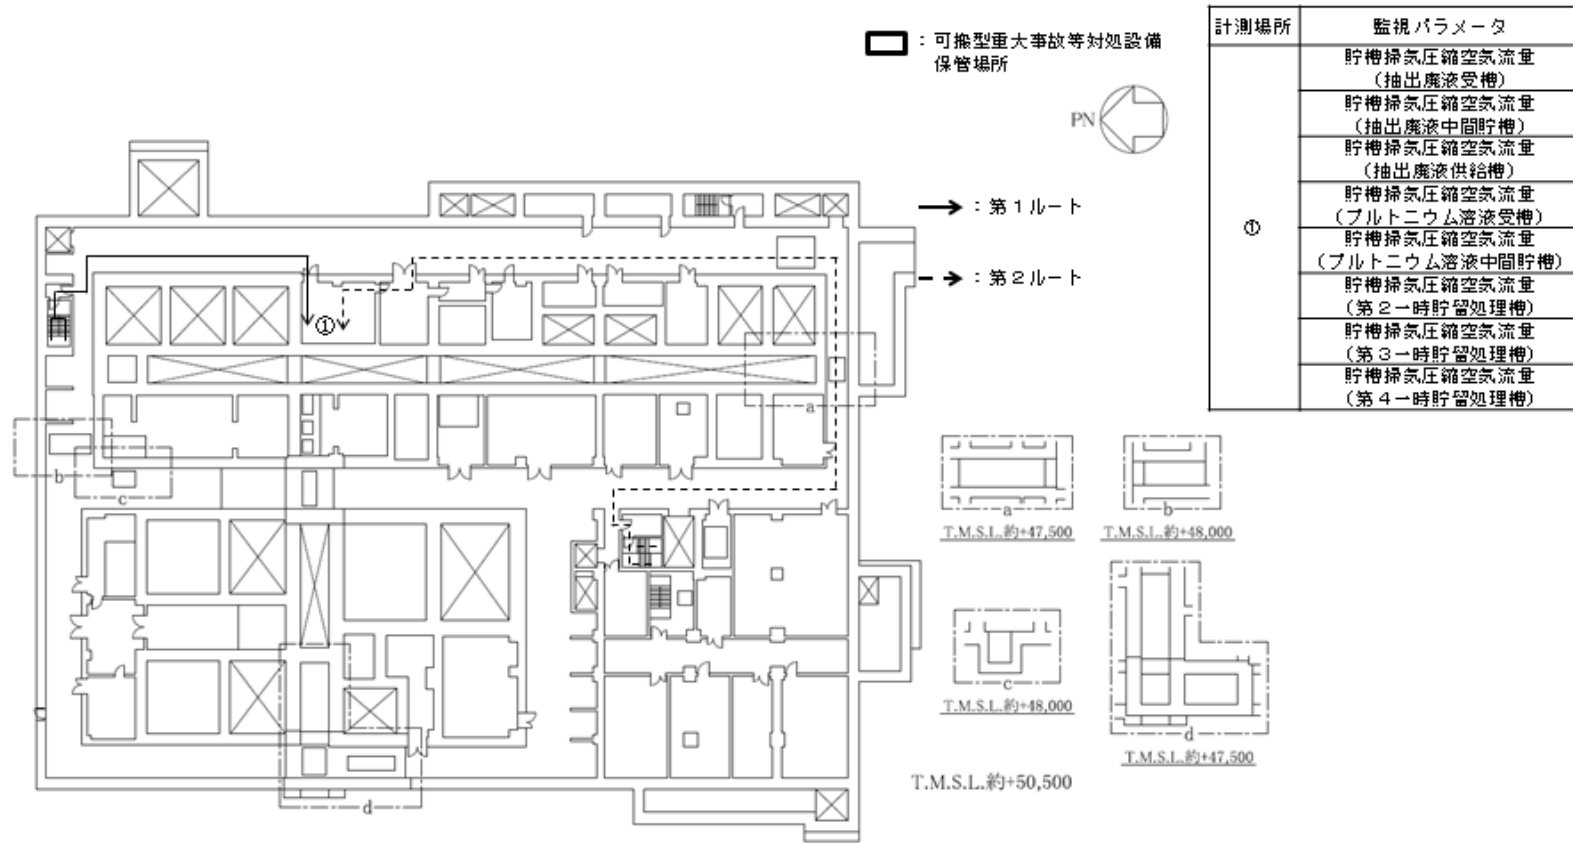 ：可搬型重大事故等対処設備
保管場所
PN
：第１ルート
：第２ルート
計測場所
監視パラメータ
①
貯槽掃気圧縮空気流量
（抽出廃液受槽）
貯槽掃気圧縮空気流量
（抽出廃液中間貯槽）
貯槽掃気圧縮空気流量
（抽出廃液供給槽）
貯槽掃気圧縮空気流量
（プルトニウム溶液受槽）
貯槽掃気圧縮空気流量
（プルトニウム溶液中間貯槽）
貯槽掃気圧縮空気流量
（第２一時貯留処理槽）
貯槽掃気圧縮空気流量
（第３一時貯留処理槽）
貯槽掃気圧縮空気流量
（第４一時貯留処理槽）
①
a
b
c
d
a
T.M.S.L.約+47,500
b
T.M.S.L.約+48,000
c
T.M.S.L.約+48,000
d
T.M.S.L.約+47,500
T.M.S.L.約+50,500